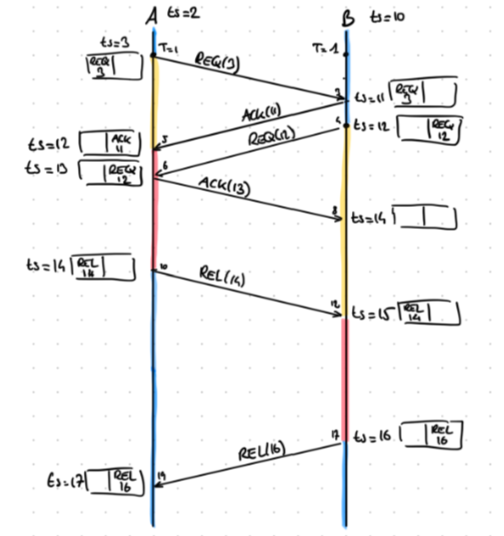 A ts=2
B ts=10
ts=3
T=1
T=1
REQ(3)
REQ
3
3
ts=11
REQ
3
ACK(11)
4
ts=12
REQ
12
REQ(12)
ts=12
ACK
11
5
ts=13
REQ
12
6
ACK(13)
8
ts=14
ts=14
REL
14
10
REL(14)
12
ts=15
REL
14
17
ts=16
REL
16
REL(16)
ts=17
REL
16
19